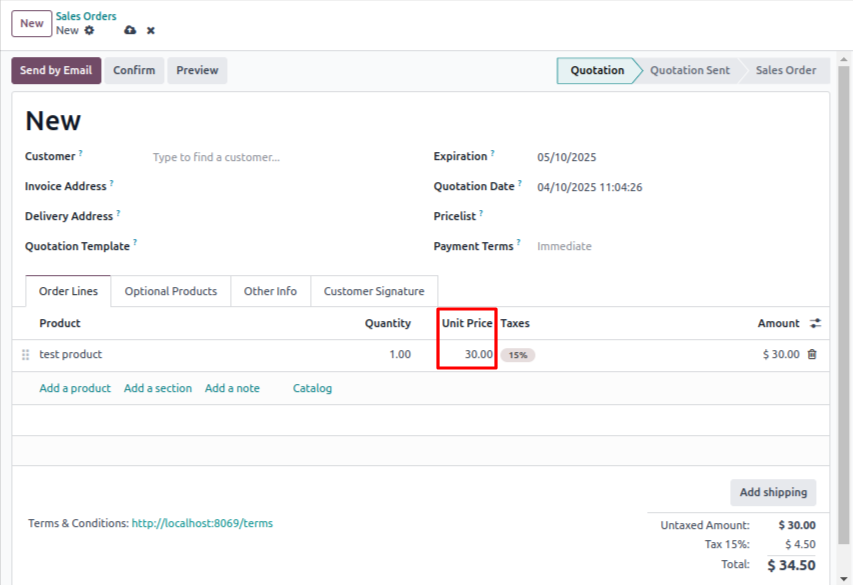 New
Sales Orders
New
Send by Email Confirm Preview Quotation Quotation Sent Sales Order
New
Customer ? Type to find a customer... Expiration ? 05/10/2025
Invoice Address ? Quotation Date ? 04/10/2025 11:04:26
Delivery Address ? Pricelist ?
Quotation Template ? Payment Terms ? Immediate
Order Lines Optional Products Other Info Customer Signature
Product Quantity Unit Price Taxes Amount
test product 1.00 30.00 15% $ 30.00
Add a product Add a section Add a note Catalog
Add shipping
Terms & Conditions: http://localhost:8069/terms
Untaxed Amount: $ 30.00
Tax 15%: $ 4.50
Total: $ 34.50